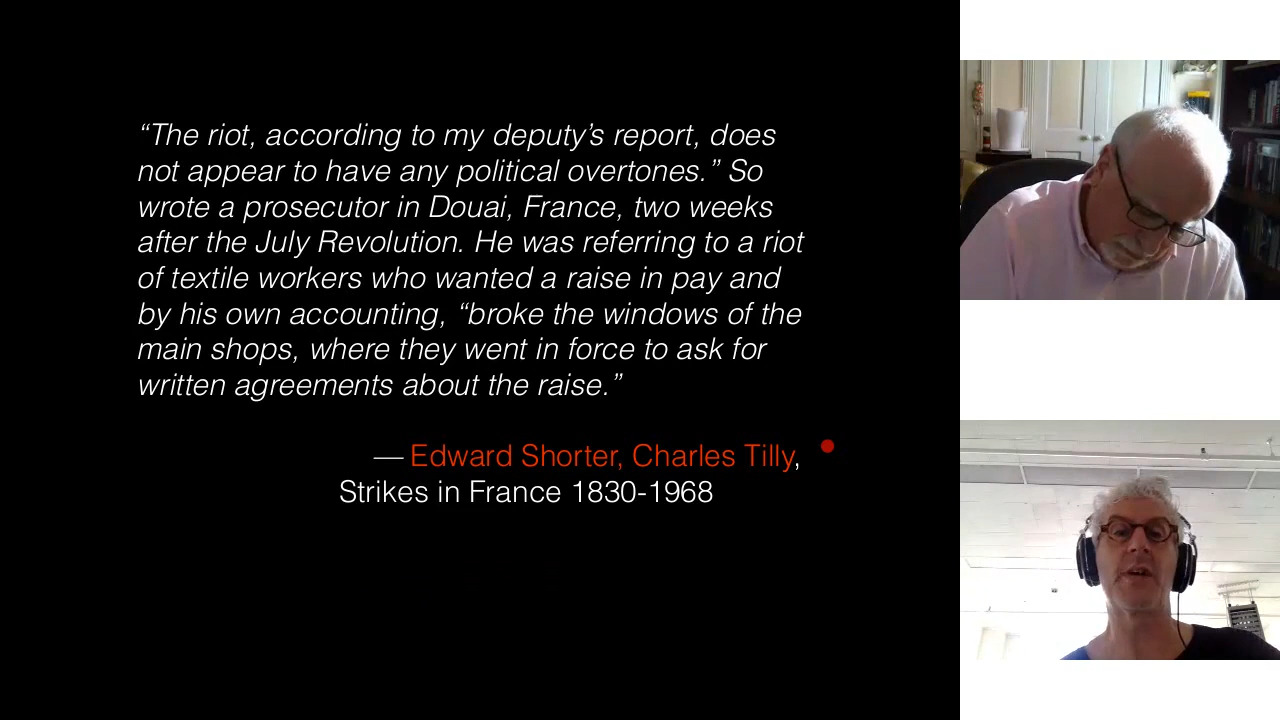 “The riot, according to my deputy’s report, does
not appear to have any political overtones.” So
wrote a prosecutor in Douai, France, two weeks
after the July Revolution. He was referring to a riot
of textile workers who wanted a raise in pay and
by his own accounting, “broke the windows of the
main shops, where they went in force to ask for
written agreements about the raise.”
— Edward Shorter, Charles Tilly,
Strikes in France 1830-1968